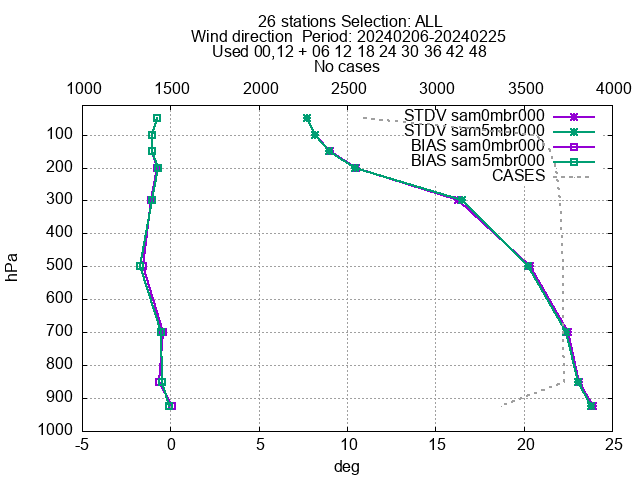 26 stations Selection: ALL
Wind direction  Period: 20240206-20240225
Used 00,12 + 06 12 18 24 30 36 42 48
No cases
1000 1500 2000 2500 3000 3500 4000
STDV sam0mbr000
STDV sam5mbr000
BIAS sam0mbr000
BIAS sam5mbr000
CASES
100
200
300
400
500
600
700
800
900
1000
hPa
-5 0 5 10 15 20 25
deg